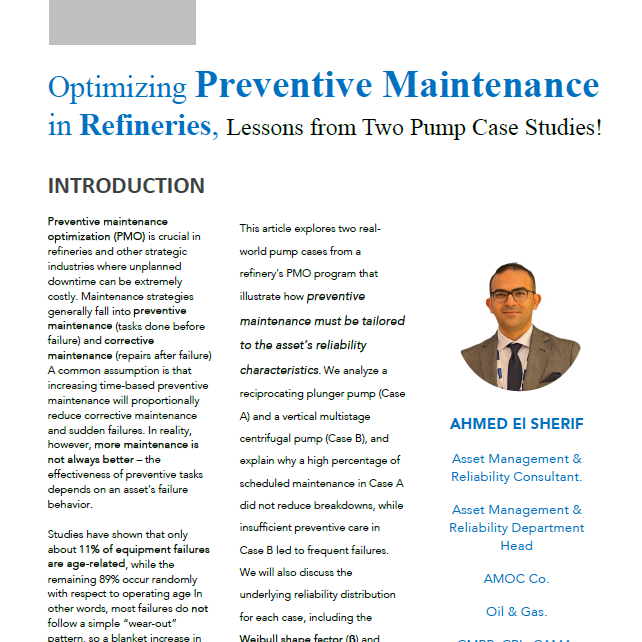 Optimizing Preventive Maintenance
in Refineries, Lessons from Two Pump Case Studies!
INTRODUCTION
Preventive maintenance
optimization (PMO) is crucial in
refineries and other strategic
industries where unplanned
downtime can be extremely
costly. Maintenance strategies
generally fall into preventive
maintenance (tasks done before
failure) and corrective
maintenance (repairs after failure)
A common assumption is that
increasing time-based preventive
maintenance will proportionally
reduce corrective maintenance
and sudden failures. In reality,
however, more maintenance is
not always better – the
effectiveness of preventive tasks
depends on an asset's failure
behavior.
Studies have shown that only
about 11% of equipment failures
are age-related, while the
remaining 89% occur randomly
with respect to operating age In
other words, most failures do not
follow a simple “wear-out”
pattern, so a blanket increase in
This article explores two real-
world pump cases from a
refinery's PMO program that
illustrate how preventive
maintenance must be tailored
to the asset's reliability
characteristics. We analyze a
reciprocating plunger pump (Case
A) and a vertical multistage
centrifugal pump (Case B), and
explain why a high percentage of
scheduled maintenance in Case A
did not reduce breakdowns, while
insufficient preventive care in
Case B led to frequent failures.
We will also discuss the
underlying reliability distribution
for each case, including the
Weibull shape factor (β) and
AHMED El SHERIF
Asset Management &
Reliability Consultant.
Asset Management &
Reliability Department
Head
AMOC Co.
Oil & Gas.